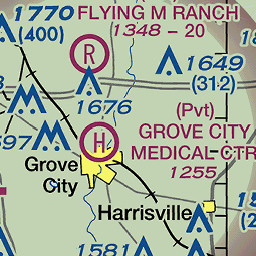 1770
(400)
FLYING M RANCH
1348 - 20
R
1649
(312)
1676
(Pvt)
H
GROVE CITY
MEDICAL CTR
1255
Grove
City
Harrisville
1581